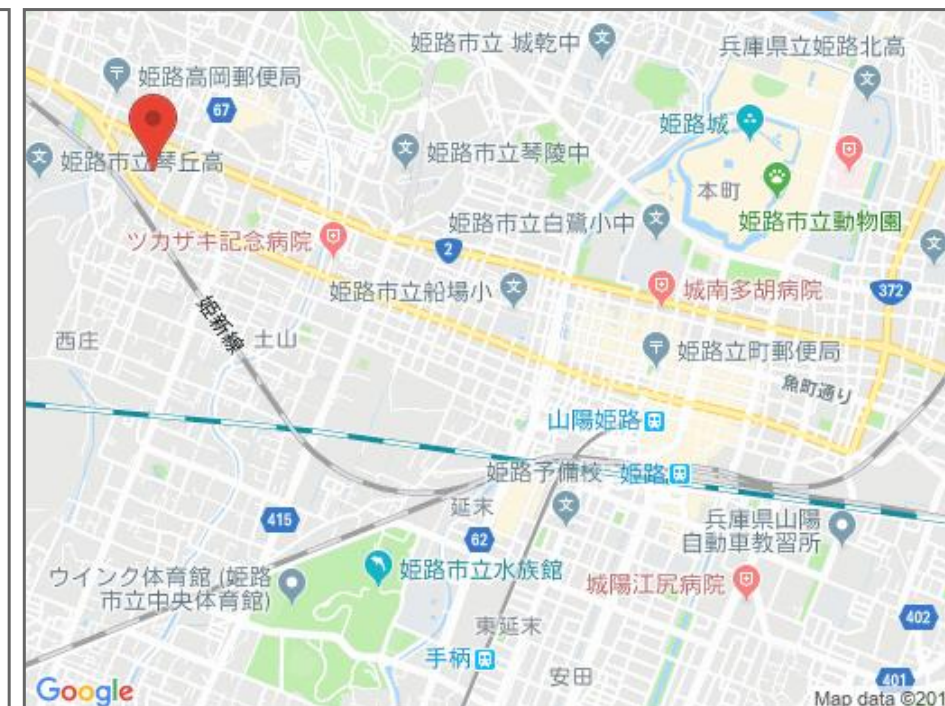 姫路市立 城乾中
兵庫県立姫路北高
姫路高岡郵便局
67
姫路城
姫路市立琴丘高
姫路市立琴陵中
本町
姫路市立白鷺小中
姫路市立動物園
ツカザキ記念病院
2
姫路市立船場小
城南多胡病院
372
姫新線
西庄
土山
姫路立町郵便局
魚町通り
山陽姫路
姫路予備校
姫路
415
延末
62
兵庫県山陽
自動車教習所
ウインク体育館 (姫路
市立中央体育館)
姫路市立水族館
城陽江尻病院
東延末
402
手柄
安田
401
Google
Map data ©201